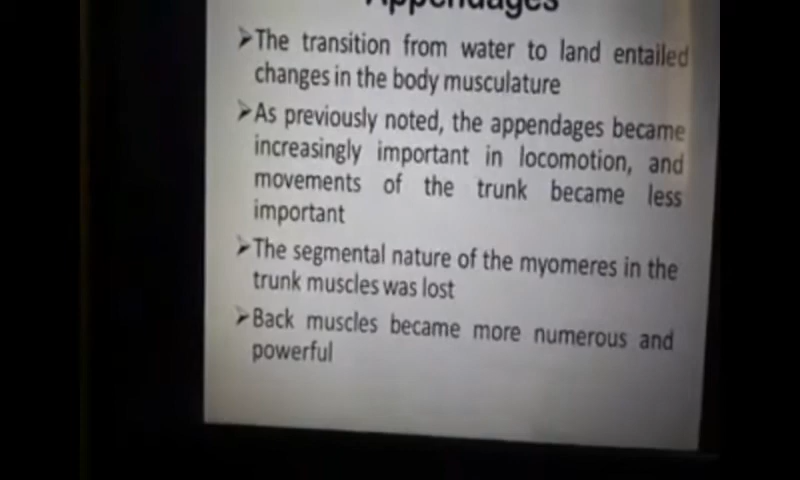 Appendages
➤The transition from water to land entailed
changes in the body musculature
➤As previously noted, the appendages became
increasingly important in locomotion, and
movements of the trunk became less
important
➤The segmental nature of the myomeres in the
trunk muscles was lost
➤Back muscles became more numerous and
powerful